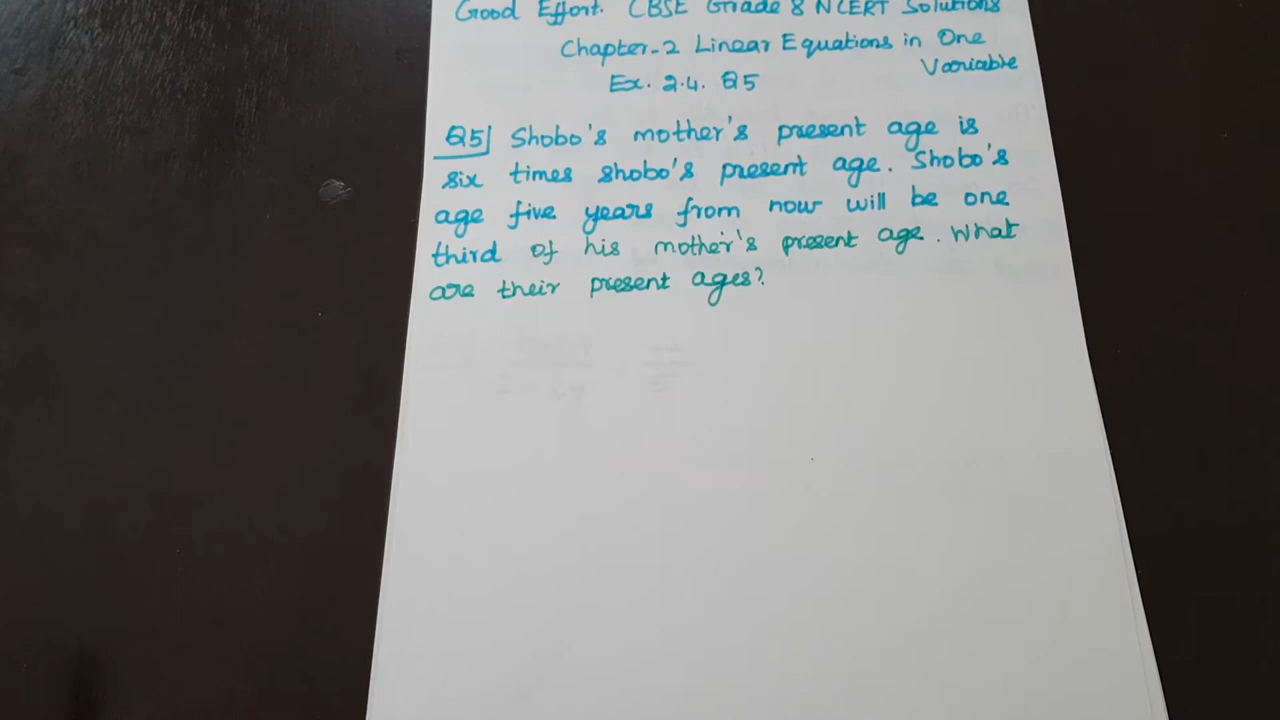 Good Effort. CBSE Grade 8 NCERT Solutions
Chapter-2 Linear Equations in One
Variable
Ex. 2.4. Q5
Q5] Shobo's mother's present age is
six times shobo's present age. Shobo's
age five years from now will be one
third of his mother's present age. What
are their present ages?